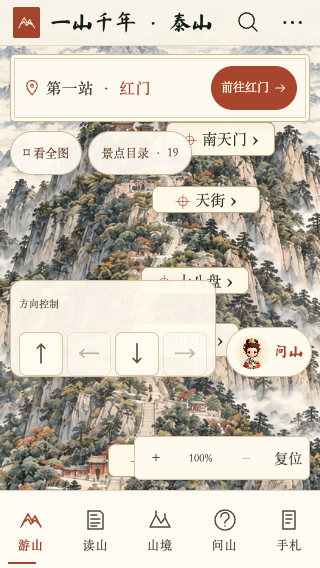 一山千年 · 泰山
第一站 · 红门
前往红门 →
看全图
景点目录 · 19
南天门 ›
天街 ›
方向控制
↑ ← ↓ →
问山
+ 100% − 复位
游山 读山 山境 问山 手札